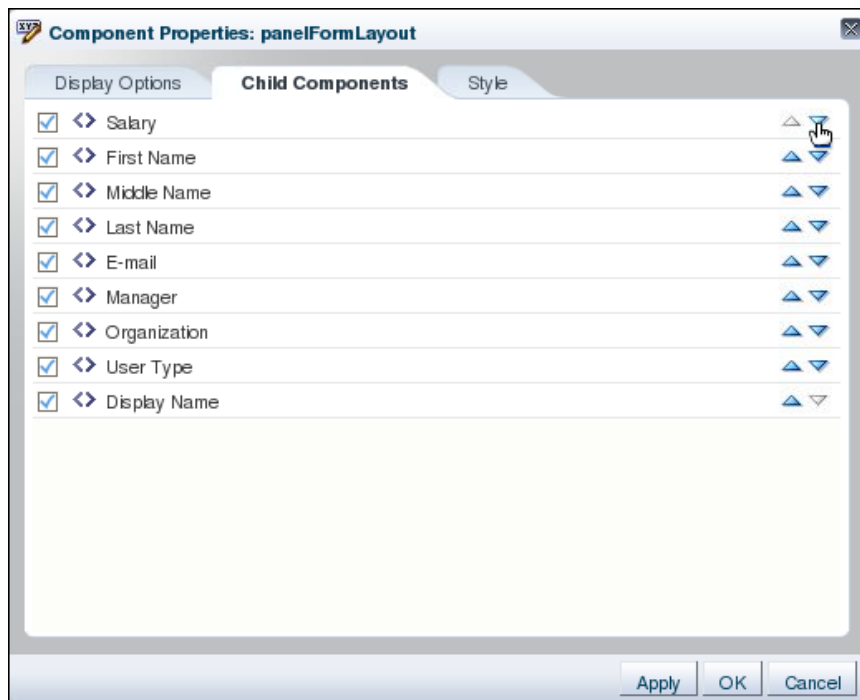 Component Properties: panelFormLayout
Display Options Child Components Style
Salary
First Name
Middle Name
Last Name
E-mail
Manager
Organization
User Type
Display Name
Apply OK Cancel